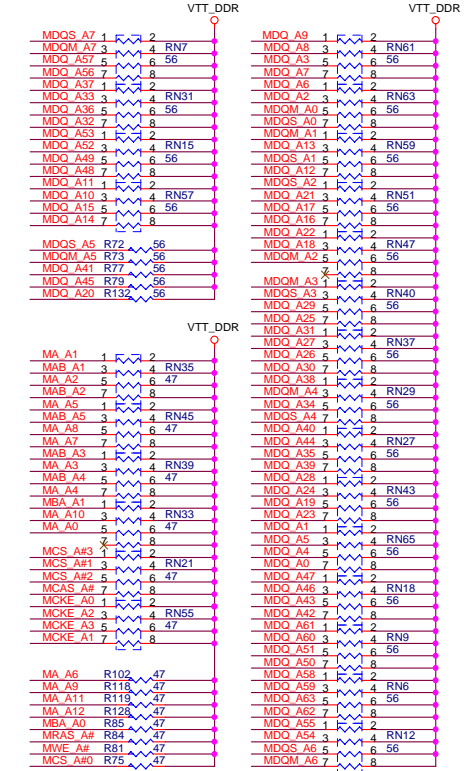 VTT_DDR
MDQS_A7 1 2
MDQM_A7 3 4 RN7
MDQ_A57 5 6 56
MDQ_A56 7 8
MDQ_A37 1 2
MDQ_A33 3 4 RN31
MDQ_A36 5 6 56
MDQ_A32 7 8
MDQ_A53 1 2
MDQ_A52 3 4 RN15
MDQ_A49 5 6 56
MDQ_A48 7 8
MDQ_A11 1 2
MDQ_A10 3 4 RN57
MDQ_A15 5 6 56
MDQ_A14 7 8
MDQS_A5 R72 56
MDQM_A5 R73 56
MDQ_A41 R77 56
MDQ_A45 R79 56
MDQ_A20 R132 56
VTT_DDR
MA_A1 1 2
MAB_A1 3 4 RN35
MA_A2 5 6 47
MAB_A2 7 8
MA_A5 1 2
MAB_A5 3 4 RN45
MA_A8 5 6 47
MA_A7 7 8
MAB_A3 1 2
MA_A3 3 4 RN39
MAB_A4 5 6 47
MA_A4 7 8
MBA_A1 1 2
MA_A10 3 4 RN33
MA_A0 5 6 47
7 8
MCS_A#3 1 2
MCS_A#1 3 4 RN21
MCS_A#2 5 6 47
MCAS_A# 7 8
MCKE_A0 1 2
MCKE_A2 3 4 RN55
MCKE_A3 5 6 47
MCKE_A1 7 8
MA_A6 R102 47
MA_A9 R118 47
MA_A11 R119 47
MA_A12 R128 47
MBA_A0 R85 47
MRAS_A# R84 47
MWE_A# R81 47
MCS_A#0 R75 47
VTT_DDR
MDQ_A9 1 2
MDQ_A8 3 4 RN61
MDQ_A3 5 6 56
MDQ_A7 7 8
MDQ_A6 1 2
MDQ_A2 3 4 RN63
MDQM_A0 5 6 56
MDQS_A0 7 8
MDQM_A1 1 2
MDQ_A13 3 4 RN59
MDQS_A1 5 6 56
MDQ_A12 7 8
MDQS_A2 1 2
MDQ_A21 3 4 RN51
MDQ_A17 5 6 56
MDQ_A16 7 8
MDQ_A22 1 2
MDQ_A18 3 4 RN47
MDQM_A2 5 6 56
7 8
MDQM_A3 1 2
MDQS_A3 3 4 RN40
MDQ_A29 5 6 56
MDQ_A25 7 8
MDQ_A31 1 2
MDQ_A27 3 4 RN37
MDQ_A26 5 6 56
MDQ_A30 7 8
MDQ_A38 1 2
MDQM_A4 3 4 RN29
MDQ_A34 5 6 56
MDQS_A4 7 8
MDQ_A40 1 2
MDQ_A44 3 4 RN27
MDQ_A35 5 6 56
MDQ_A39 7 8
MDQ_A28 1 2
MDQ_A24 3 4 RN43
MDQ_A19 5 6 56
MDQ_A23 7 8
MDQ_A1 1 2
MDQ_A5 3 4 RN65
MDQ_A4 5 6 56
MDQ_A0 7 8
MDQ_A47 1 2
MDQ_A46 3 4 RN18
MDQ_A43 5 6 56
MDQ_A42 7 8
MDQ_A61 1 2
MDQ_A60 3 4 RN9
MDQ_A51 5 6 56
MDQ_A50 7 8
MDQ_A58 1 2
MDQ_A59 3 4 RN6
MDQ_A63 5 6 56
MDQ_A62 7 8
MDQ_A55 1 2
MDQ_A54 3 4 RN12
MDQS_A6 5 6 56
MDQM_A6 7 8